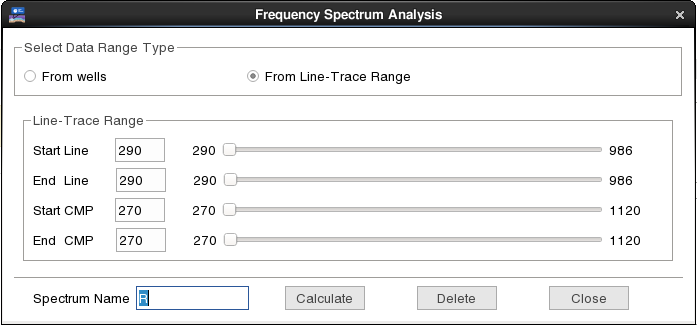 Frequency Spectrum Analysis
Select Data Range Type
From wells From Line-Trace Range
Line-Trace Range
Start Line 290 290 986
End Line 290 290 986
Start CMP 270 270 1120
End CMP 270 270 1120
Spectrum Name R Calculate Delete Close